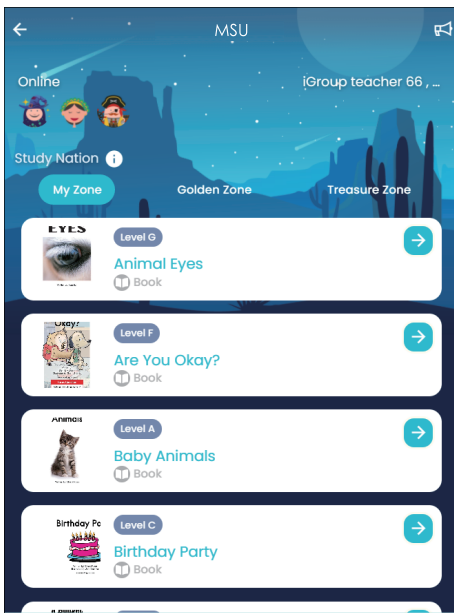 MSU
Online
iGroup teacher 66 , ...
Study Nation i
My Zone Golden Zone Treasure Zone
EYES
Level G
Animal Eyes
Book
Okay?
Level F
Are You Okay?
Book
Animals
Level A
Baby Animals
Book
Birthday Pa
Level C
Birthday Party
Book